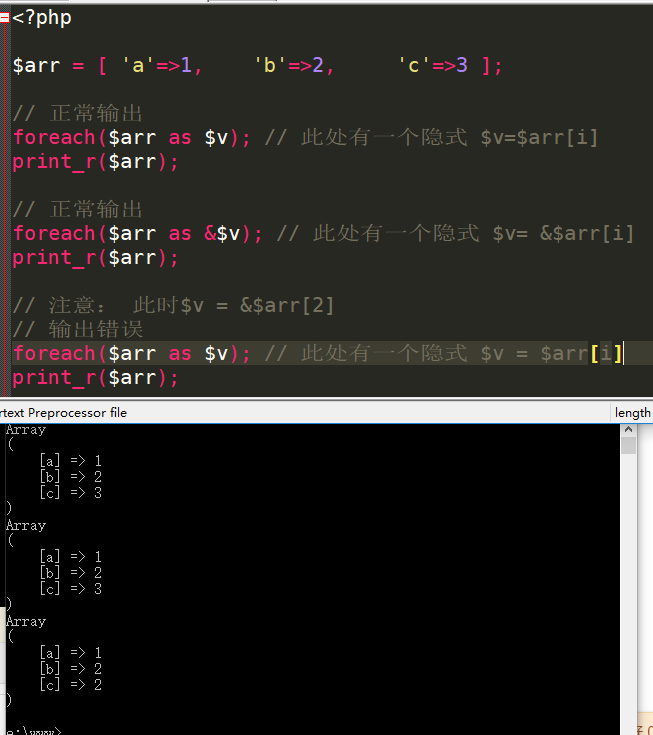 <?php
$arr = [ 'a'=>1,    'b'=>2,     'c'=>3 ];
// 正常输出
foreach($arr as $v); // 此处有一个隐式 $v=$arr[i]
print_r($arr);
// 正常输出
foreach($arr as &$v); // 此处有一个隐式 $v= &$arr[i]
print_r($arr);
// 注意： 此时$v = &$arr[2]
// 输出错误
foreach($arr as $v); // 此处有一个隐式 $v = $arr[i]
print_r($arr);
rtext Preprocessor file
length
Array
(
[a] => 1
[b] => 2
[c] => 3
)
Array
(
[a] => 1
[b] => 2
[c] => 3
)
Array
(
[a] => 1
[b] => 2
[c] => 2
)
e:\www>